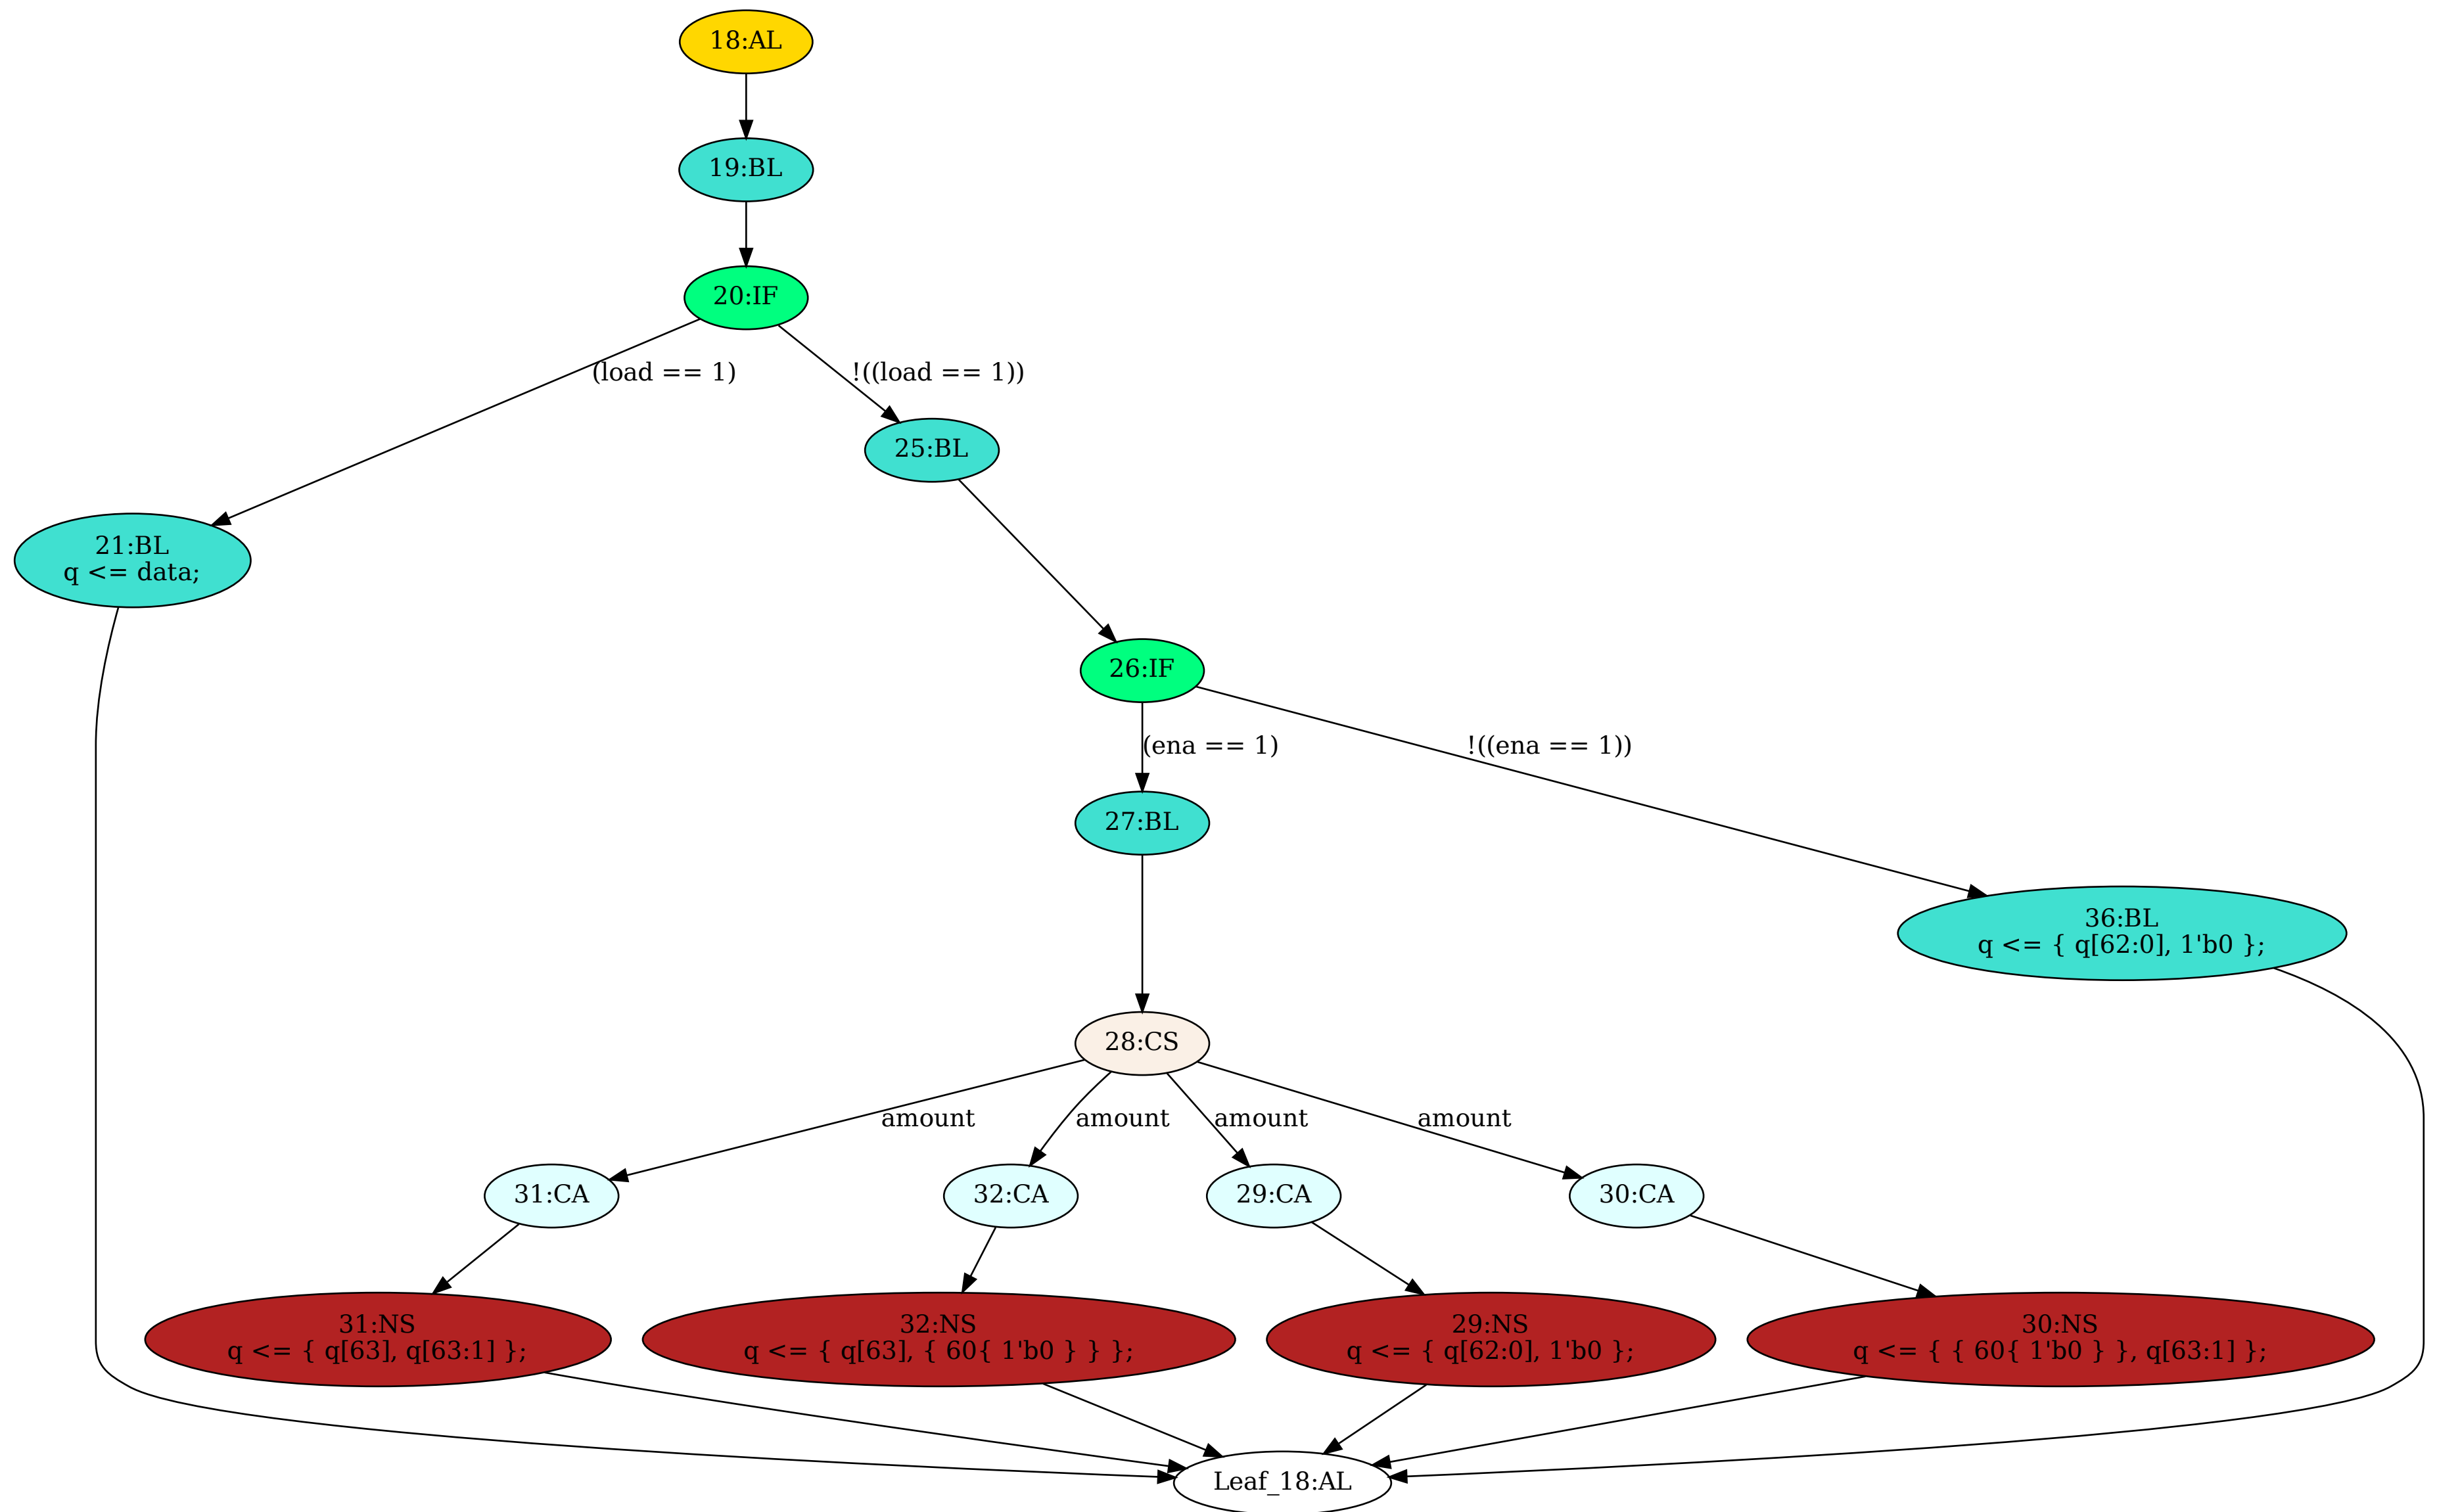 18:AL
19:BL
20:IF
(load == 1)
!((load == 1))
25:BL
21:BL
q <= data;
26:IF
(ena == 1)
!((ena == 1))
27:BL
36:BL
q <= { q[62:0], 1'b0 };
28:CS
amount
amount
amount
amount
31:CA
32:CA
29:CA
30:CA
31:NS
q <= { q[63], q[63:1] };
32:NS
q <= { q[63], { 60{ 1'b0 } } };
29:NS
q <= { q[62:0], 1'b0 };
30:NS
q <= { { 60{ 1'b0 } }, q[63:1] };
Leaf_18:AL